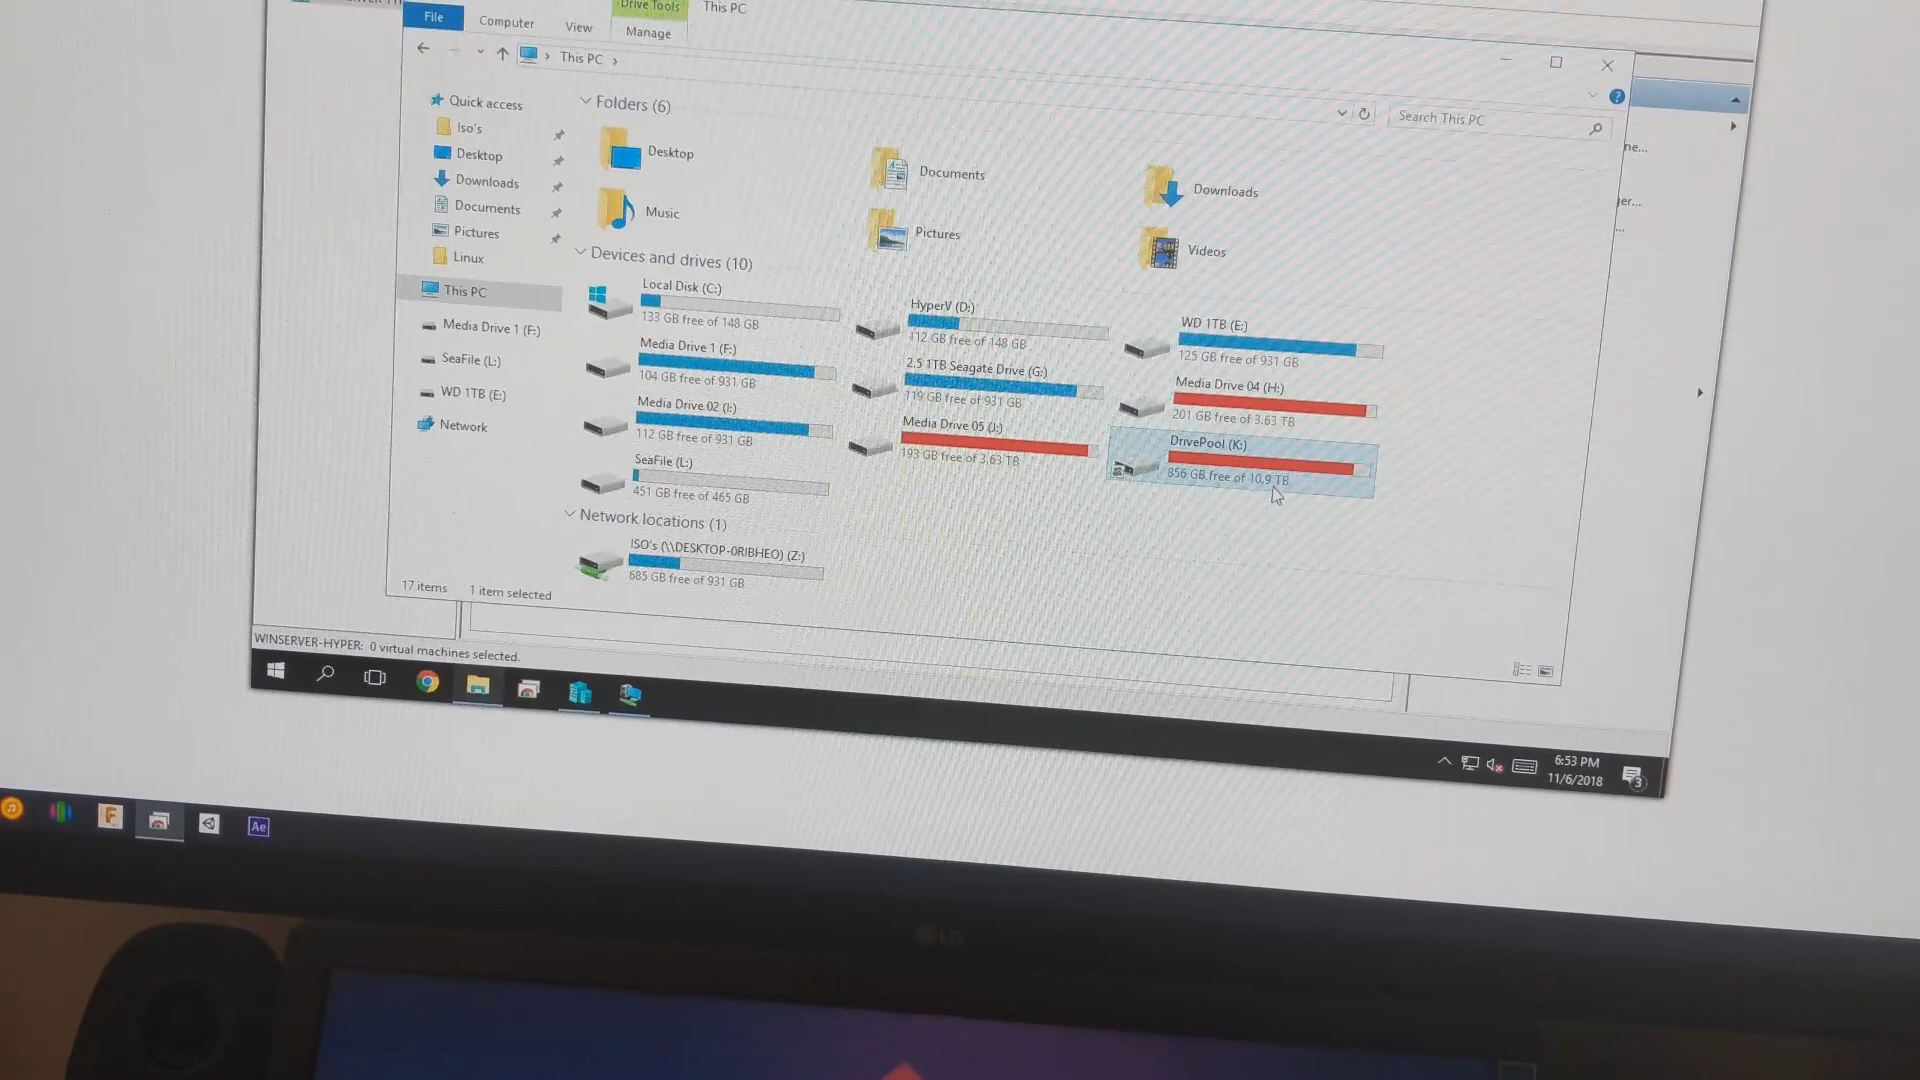 Drive Tools
This PC
File
Computer
View
Manage
This PC
Search This PC
Quick access
Iso's
Desktop
Downloads
Documents
Pictures
Linux
This PC
Media Drive 1 (F:)
SeaFile (L:)
WD 1TB (E:)
Network
Folders (6)
Desktop
Documents
Downloads
Music
Pictures
Videos
Devices and drives (10)
Local Disk (C:)
133 GB free of 148 GB
HyperV (D:)
112 GB free of 148 GB
WD 1TB (E:)
125 GB free of 931 GB
Media Drive 1 (F:)
104 GB free of 931 GB
2.5 1TB Seagate Drive (G:)
119 GB free of 931 GB
Media Drive 04 (H:)
201 GB free of 3.63 TB
Media Drive 02 (I:)
112 GB free of 931 GB
Media Drive 05 (J:)
193 GB free of 3.63 TB
DrivePool (K:)
856 GB free of 10.9 TB
SeaFile (L:)
451 GB free of 465 GB
Network locations (1)
ISO's (\\DESKTOP-0RIBHEO) (Z:)
685 GB free of 931 GB
17 items
1 item selected
ne...
er...
WINSERVER-HYPER: 0 virtual machines selected.
6:53 PM
11/6/2018
3
Ae
LG